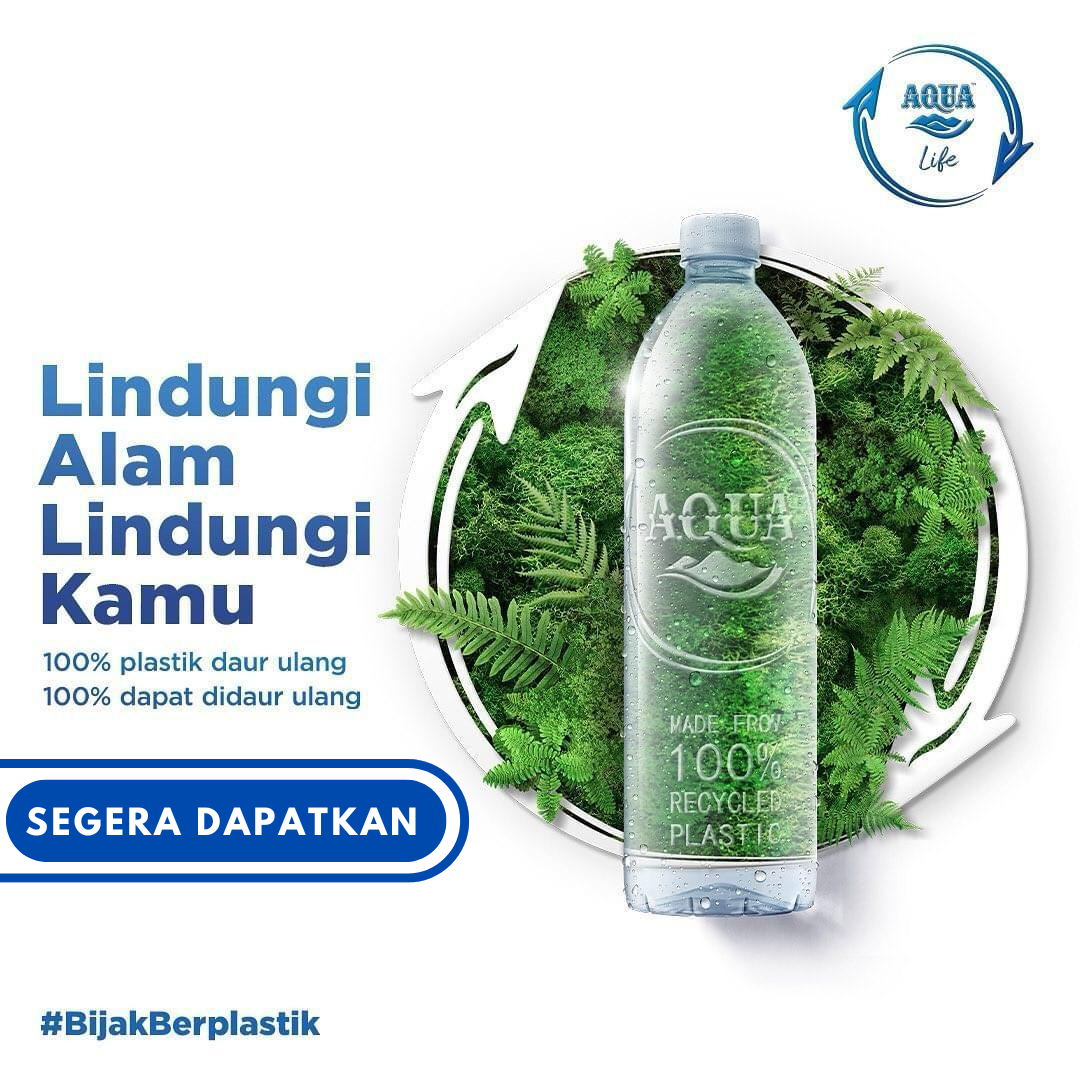 AQUA
Life
Lindungi
Alam
Lindungi
Kamu
100% plastik daur ulang
100% dapat didaur ulang
SEGERA DAPATKAN
AQUA
MADE FROM
100%
RECYCLED
PLASTIC
#BijakBerplastik